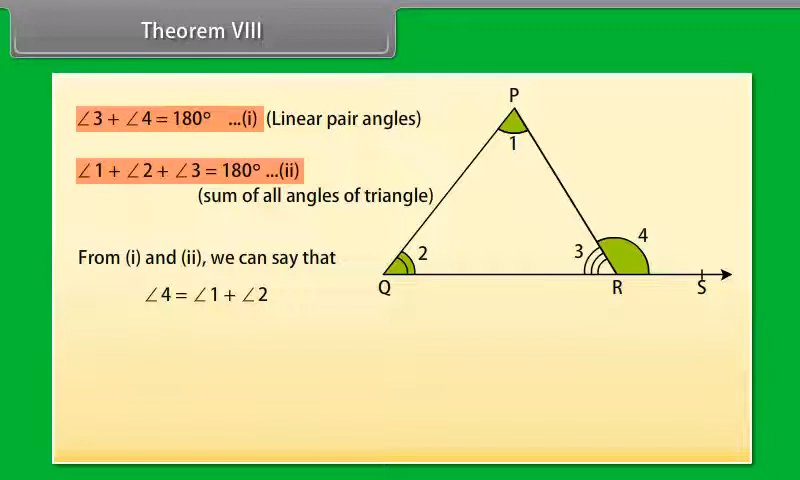 Theorem VIII
∠3 + ∠4 = 180° ...(i) (Linear pair angles)
∠1 + ∠2 + ∠3 = 180° ...(ii)
(sum of all angles of triangle)
From (i) and (ii), we can say that
∠4 = ∠1 + ∠2
P
1
2
3
4
Q
R
S